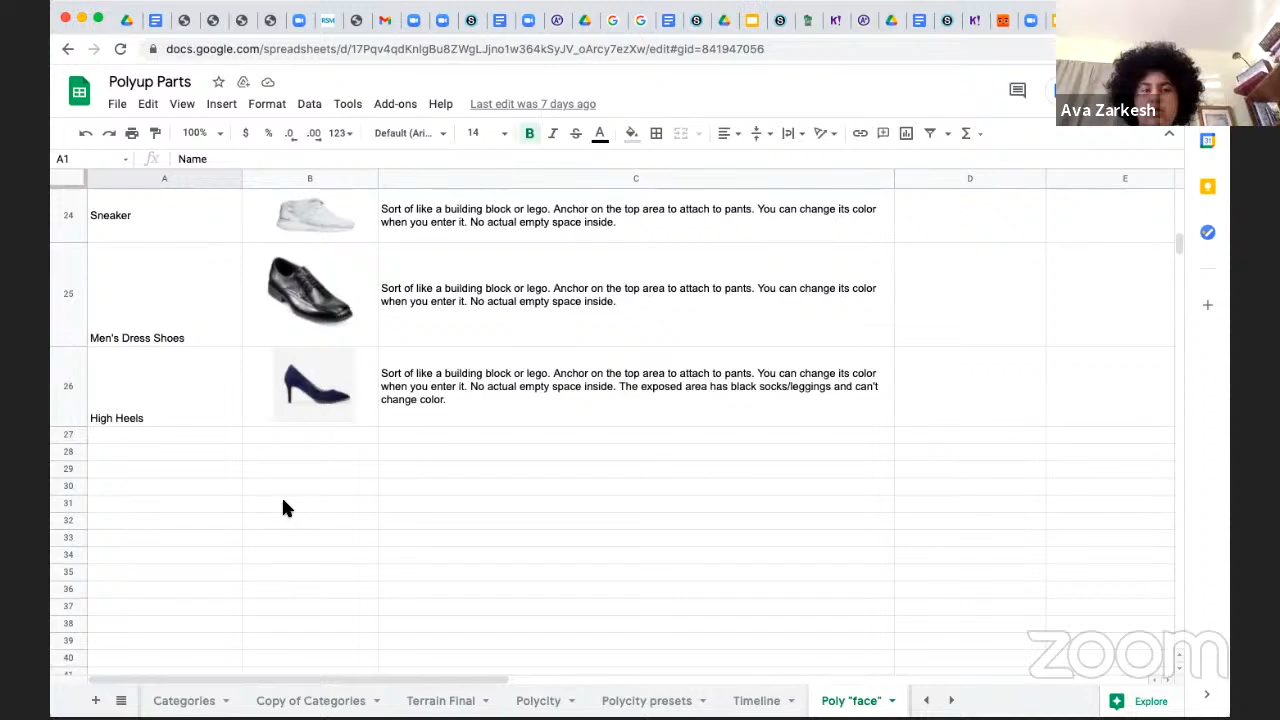 RSM
docs.google.com/spreadsheets/d/17Pqv4qdKnIgBu8ZWgLJjno1w364kSyJV_oArcy7ezXw/edit#gid=841947056
Polyup Parts
File Edit View Insert Format Data Tools Add-ons Help Last edit was 7 days ago
Ava Zarkesh
100% $ % .0 .00 123 Default (Ari... 14 B I S A
A1 fx Name
A B C D E
24 Sneaker Sort of like a building block or lego. Anchor on the top area to attach to pants. You can change its color
when you enter it. No actual empty space inside.
25 Men's Dress Shoes Sort of like a building block or lego. Anchor on the top area to attach to pants. You can change its color
when you enter it. No actual empty space inside.
26 High Heels Sort of like a building block or lego. Anchor on the top area to attach to pants. You can change its color
when you enter it. No actual empty space inside. The exposed area has black socks/leggings and can't
change color.
27
28
29
30
31
32
33
34
35
36
37
38
39
40
zoom
Categories Copy of Categories Terrain Final Polycity Polycity presets Timeline Poly "face" Explore